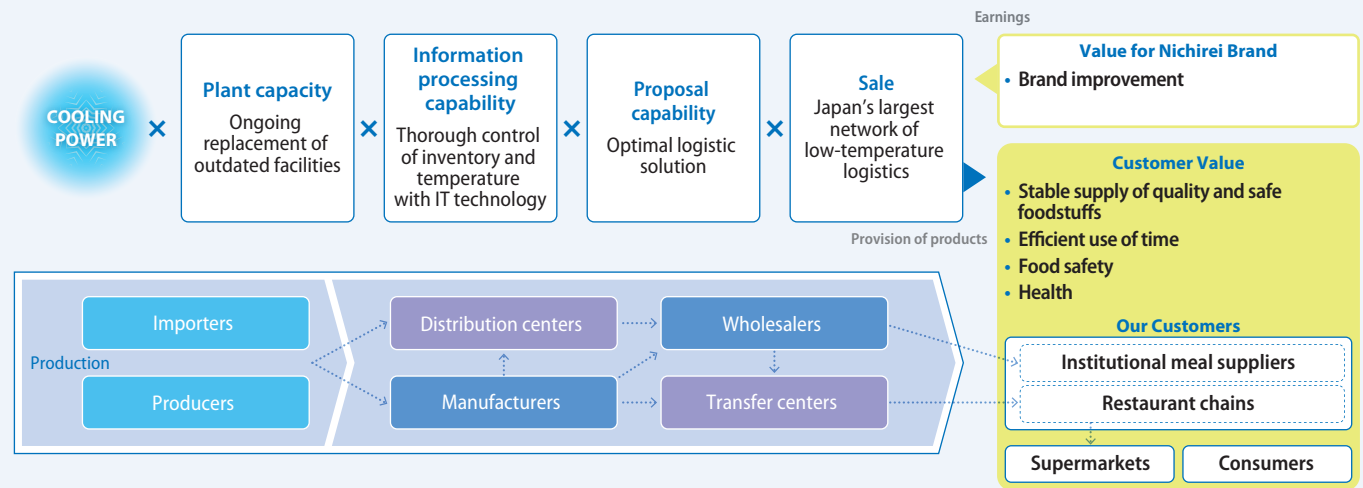 Earnings
COOLING
POWER
×
Plant capacity
Ongoing
replacement of
outdated facilities
×
Information
processing
capability
Thorough control
of inventory and
temperature
with IT technology
×
Proposal
capability
Optimal logistic
solution
×
Sale
Japan's largest
network of
low-temperature
logistics
Value for Nichirei Brand
• Brand improvement
Provision of products
Customer Value
• Stable supply of quality and safe
foodstuffs
• Efficient use of time
• Food safety
• Health
Production
Importers
Producers
Distribution centers
Manufacturers
Wholesalers
Transfer centers
Our Customers
Institutional meal suppliers
Restaurant chains
Supermarkets
Consumers